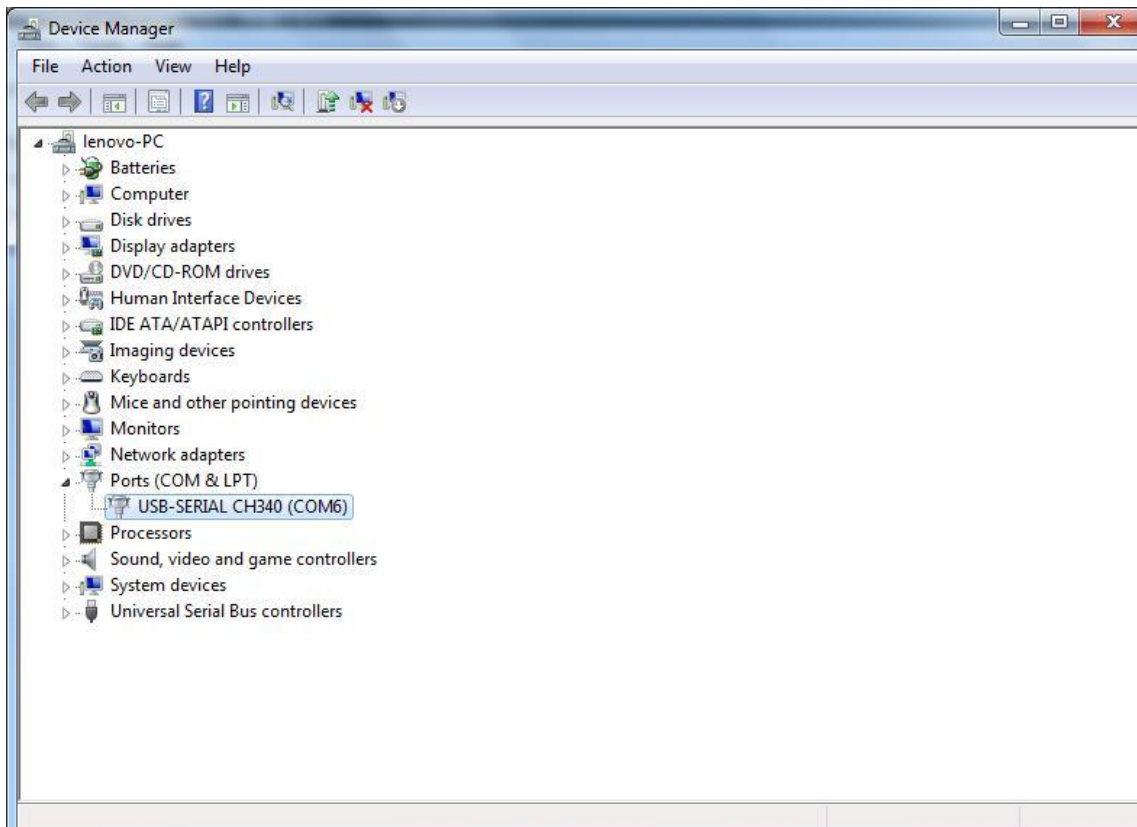 Device Manager
File Action View Help
lenovo-PC
Batteries
Computer
Disk drives
Display adapters
DVD/CD-ROM drives
Human Interface Devices
IDE ATA/ATAPI controllers
Imaging devices
Keyboards
Mice and other pointing devices
Monitors
Network adapters
Ports (COM & LPT)
USB-SERIAL CH340 (COM6)
Processors
Sound, video and game controllers
System devices
Universal Serial Bus controllers